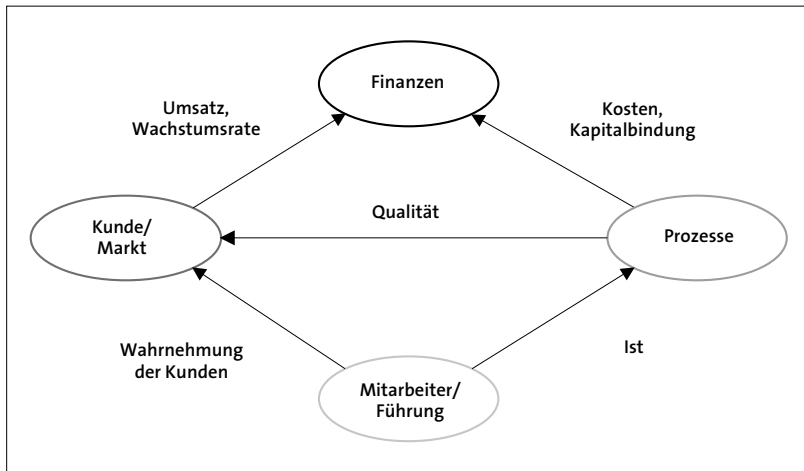 Finanzen
Umsatz,
Wachstumsrate
Kosten,
Kapitalbindung
Qualität
Kunde/
Markt
Prozesse
Wahrnehmung
der Kunden
Ist
Mitarbeiter/
Führung